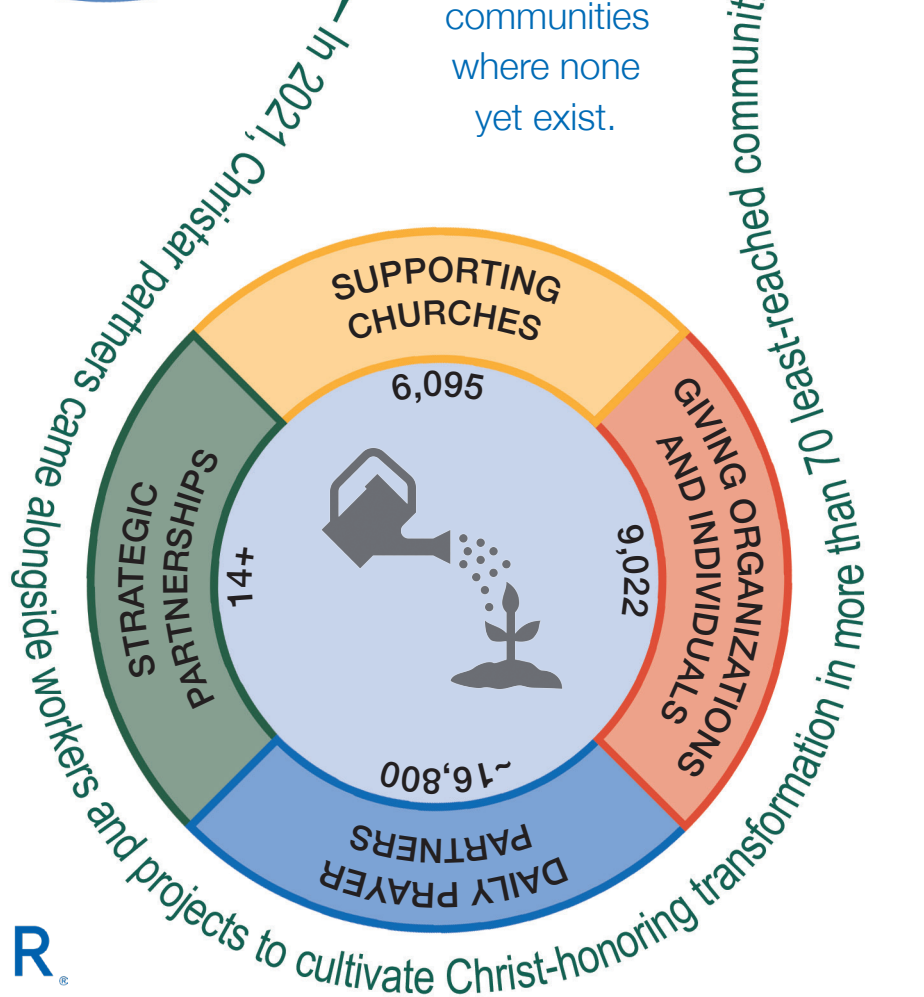 communities
where none
yet exist.
– In 2021, Christar partners came alongside workers and projects to cultivate Christ-honoring transformation in more than 70 least-reached
SUPPORTING
CHURCHES
6,095
GIVING ORGANIZATIONS
AND INDIVIDUALS
9,022
DAILY PRAYER
PARTNERS
~16,800
STRATEGIC
PARTNERSHIPS
14+
R®